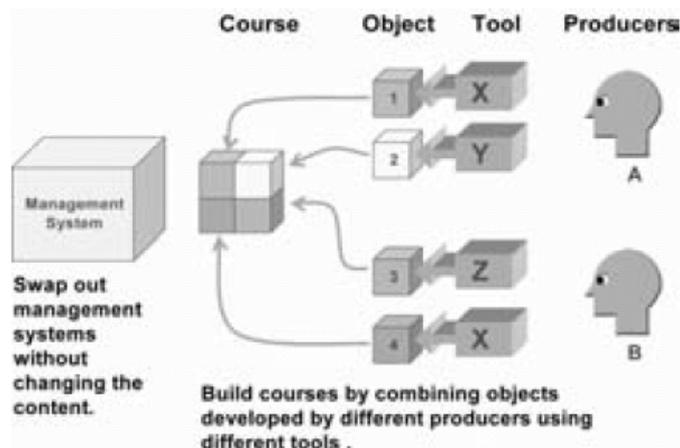 Course Object Tool Producers
1 X
2 Y
A
Management
System
3 Z
4 X
B
Swap out
management
systems
without
changing the
content.
Build courses by combining objects
developed by different producers using
different tools .